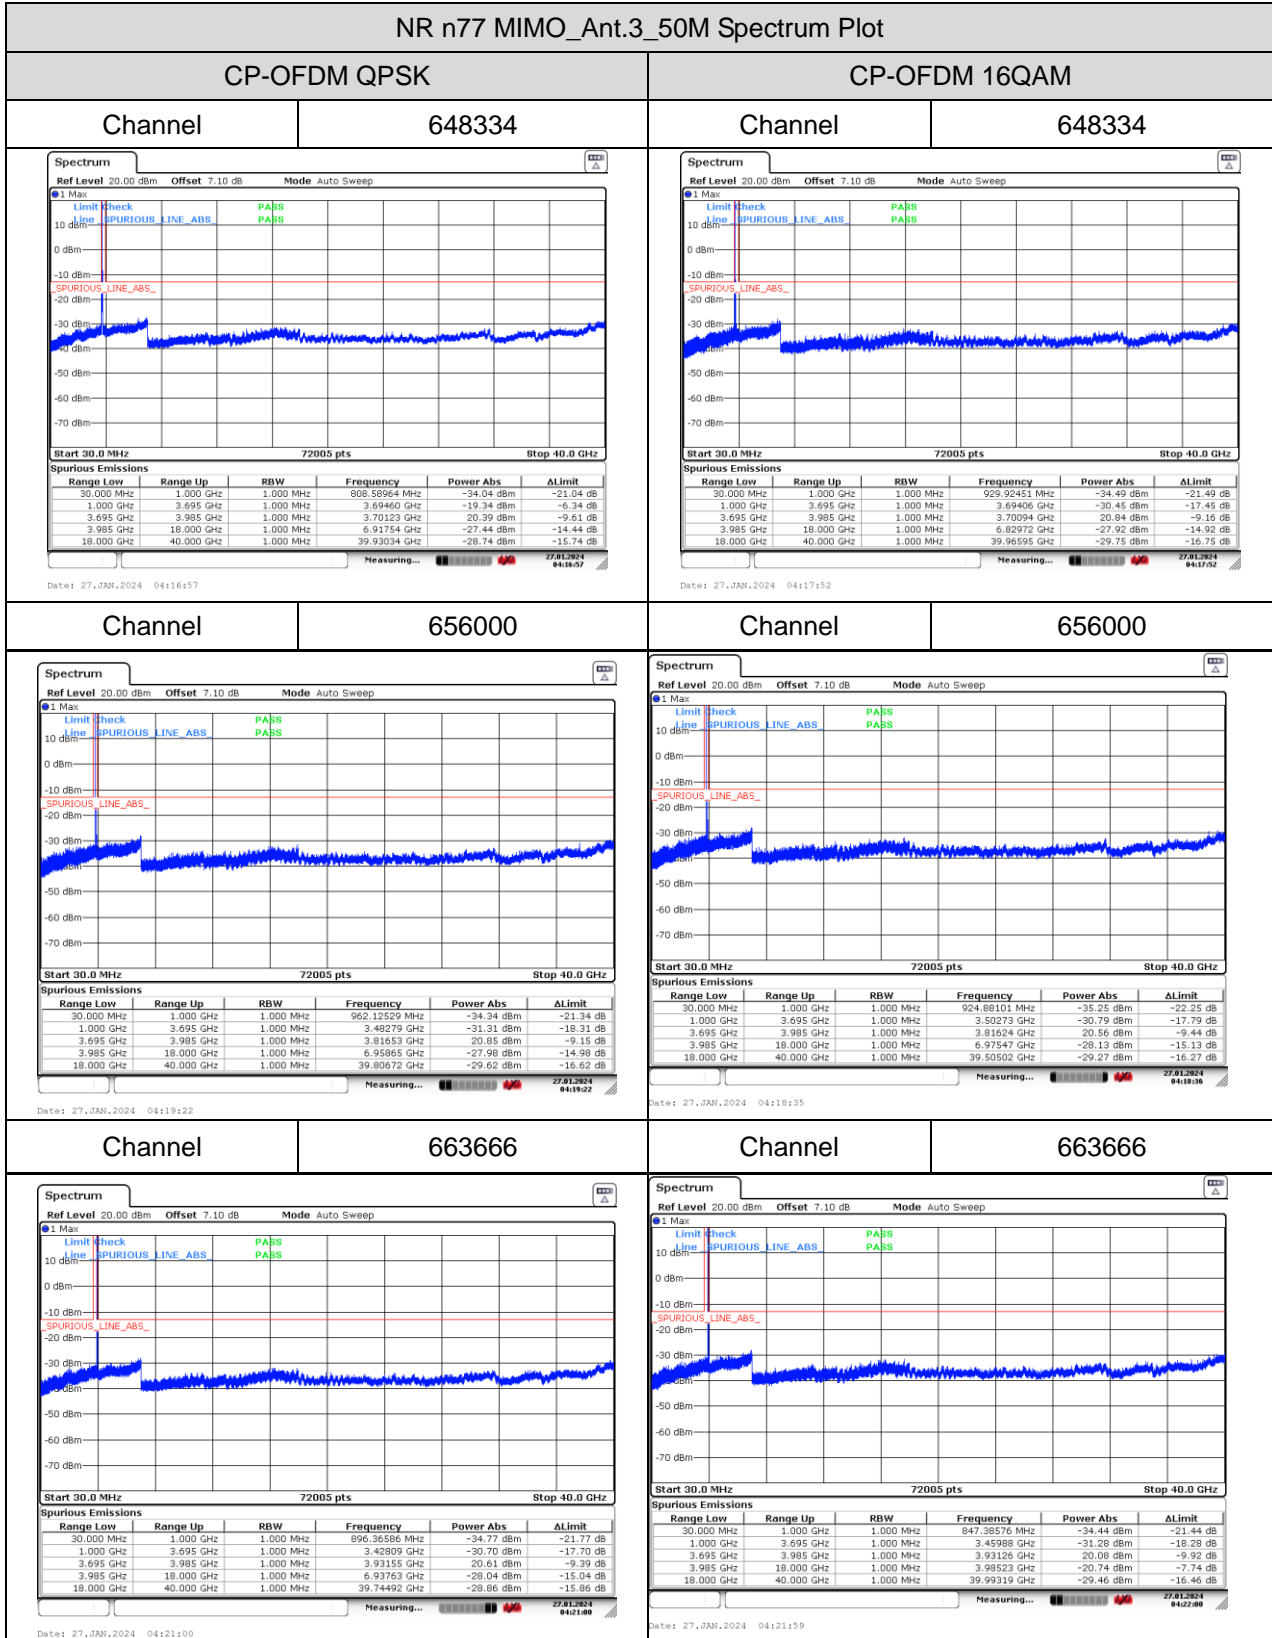 NR n77 MIMO_Ant.3_50M Spectrum Plot
CP-OFDM QPSK
CP-OFDM 16QAM
Channel 648334
Channel 648334
Spectrum
Ref Level 20.00 dBm Offset 7.10 dB Mode Auto Sweep
1 Max
Limit Check PASS
Line _SPURIOUS_LINE_ABS_ PASS
10 dBm
0 dBm
-10 dBm
_SPURIOUS_LINE_ABS_
-20 dBm
-30 dBm
-40 dBm
-50 dBm
-60 dBm
-70 dBm
Start 30.0 MHz 72005 pts Stop 40.0 GHz
Spurious Emissions
Range Low Range Up RBW Frequency Power Abs ΔLimit
30.000 MHz 1.000 GHz 1.000 MHz 808.58964 MHz -34.04 dBm -21.04 dB
1.000 GHz 3.695 GHz 1.000 MHz 3.69460 GHz -19.34 dBm -6.34 dB
3.695 GHz 3.985 GHz 1.000 MHz 3.70123 GHz 20.39 dBm -9.61 dB
3.985 GHz 18.000 GHz 1.000 MHz 6.91754 GHz -27.44 dBm -14.44 dB
18.000 GHz 40.000 GHz 1.000 MHz 39.93034 GHz -28.74 dBm -15.74 dB
Measuring... 27.01.2024
04:16:57
Date: 27.JAN.2024 04:16:57
Spectrum
Ref Level 20.00 dBm Offset 7.10 dB Mode Auto Sweep
1 Max
Limit Check PASS
Line _SPURIOUS_LINE_ABS_ PASS
10 dBm
0 dBm
-10 dBm
_SPURIOUS_LINE_ABS_
-20 dBm
-30 dBm
-50 dBm
-60 dBm
-70 dBm
Start 30.0 MHz 72005 pts Stop 40.0 GHz
Spurious Emissions
Range Low Range Up RBW Frequency Power Abs ΔLimit
30.000 MHz 1.000 GHz 1.000 MHz 929.92451 MHz -34.49 dBm -21.49 dB
1.000 GHz 3.695 GHz 1.000 MHz 3.69406 GHz -30.45 dBm -17.45 dB
3.695 GHz 3.985 GHz 1.000 MHz 3.70094 GHz 20.84 dBm -9.16 dB
3.985 GHz 18.000 GHz 1.000 MHz 6.82972 GHz -27.92 dBm -14.92 dB
18.000 GHz 40.000 GHz 1.000 MHz 39.96595 GHz -29.75 dBm -16.75 dB
Measuring... 27.01.2024
04:17:52
Date: 27.JAN.2024 04:17:52
Channel 656000
Channel 656000
Spectrum
Ref Level 20.00 dBm Offset 7.10 dB Mode Auto Sweep
1 Max
Limit Check PASS
Line _SPURIOUS_LINE_ABS_ PASS
10 dBm
0 dBm
-10 dBm
_SPURIOUS_LINE_ABS_
-20 dBm
-30 dBm
-50 dBm
-60 dBm
-70 dBm
Start 30.0 MHz 72005 pts Stop 40.0 GHz
Spurious Emissions
Range Low Range Up RBW Frequency Power Abs ΔLimit
30.000 MHz 1.000 GHz 1.000 MHz 962.12529 MHz -34.34 dBm -21.34 dB
1.000 GHz 3.695 GHz 1.000 MHz 3.48279 GHz -31.31 dBm -18.31 dB
3.695 GHz 3.985 GHz 1.000 MHz 3.81653 GHz 20.85 dBm -9.15 dB
3.985 GHz 18.000 GHz 1.000 MHz 6.95865 GHz -27.98 dBm -14.98 dB
18.000 GHz 40.000 GHz 1.000 MHz 39.80672 GHz -29.62 dBm -16.62 dB
Measuring... 27.01.2024
04:19:22
Date: 27.JAN.2024 04:19:22
Spectrum
Ref Level 20.00 dBm Offset 7.10 dB Mode Auto Sweep
1 Max
Limit Check PASS
Line _SPURIOUS_LINE_ABS_ PASS
10 dBm
0 dBm
-10 dBm
_SPURIOUS_LINE_ABS_
-20 dBm
-30 dBm
-50 dBm
-60 dBm
-70 dBm
Start 30.0 MHz 72005 pts Stop 40.0 GHz
Spurious Emissions
Range Low Range Up RBW Frequency Power Abs ΔLimit
30.000 MHz 1.000 GHz 1.000 MHz 924.88101 MHz -35.25 dBm -22.25 dB
1.000 GHz 3.695 GHz 1.000 MHz 3.50273 GHz -30.79 dBm -17.79 dB
3.695 GHz 3.985 GHz 1.000 MHz 3.81624 GHz 20.56 dBm -9.44 dB
3.985 GHz 18.000 GHz 1.000 MHz 6.97547 GHz -28.13 dBm -15.13 dB
18.000 GHz 40.000 GHz 1.000 MHz 39.50502 GHz -29.27 dBm -16.27 dB
Measuring... 27.01.2024
04:18:36
Date: 27.JAN.2024 04:18:35
Channel 663666
Channel 663666
Spectrum
Ref Level 20.00 dBm Offset 7.10 dB Mode Auto Sweep
1 Max
Limit Check PASS
Line _SPURIOUS_LINE_ABS_ PASS
10 dBm
0 dBm
-10 dBm
_SPURIOUS_LINE_ABS_
-20 dBm
-30 dBm
-50 dBm
-60 dBm
-70 dBm
Start 30.0 MHz 72005 pts Stop 40.0 GHz
Spurious Emissions
Range Low Range Up RBW Frequency Power Abs ΔLimit
30.000 MHz 1.000 GHz 1.000 MHz 896.36586 MHz -34.77 dBm -21.77 dB
1.000 GHz 3.695 GHz 1.000 MHz 3.42809 GHz -30.70 dBm -17.70 dB
3.695 GHz 3.985 GHz 1.000 MHz 3.93155 GHz 20.61 dBm -9.39 dB
3.985 GHz 18.000 GHz 1.000 MHz 6.93763 GHz -28.04 dBm -15.04 dB
18.000 GHz 40.000 GHz 1.000 MHz 39.74492 GHz -28.86 dBm -15.86 dB
Measuring... 27.01.2024
04:21:00
Date: 27.JAN.2024 04:21:00
Spectrum
Ref Level 20.00 dBm Offset 7.10 dB Mode Auto Sweep
1 Max
Limit Check PASS
Line _SPURIOUS_LINE_ABS_ PASS
10 dBm
0 dBm
-10 dBm
_SPURIOUS_LINE_ABS_
-20 dBm
-30 dBm
-50 dBm
-60 dBm
-70 dBm
Start 30.0 MHz 72005 pts Stop 40.0 GHz
Spurious Emissions
Range Low Range Up RBW Frequency Power Abs ΔLimit
30.000 MHz 1.000 GHz 1.000 MHz 847.38576 MHz -34.44 dBm -21.44 dB
1.000 GHz 3.695 GHz 1.000 MHz 3.45988 GHz -31.28 dBm -18.28 dB
3.695 GHz 3.985 GHz 1.000 MHz 3.93126 GHz 20.08 dBm -9.92 dB
3.985 GHz 18.000 GHz 1.000 MHz 3.98523 GHz -20.74 dBm -7.74 dB
18.000 GHz 40.000 GHz 1.000 MHz 39.99319 GHz -29.46 dBm -16.46 dB
Measuring... 27.01.2024
04:22:00
Date: 27.JAN.2024 04:21:59